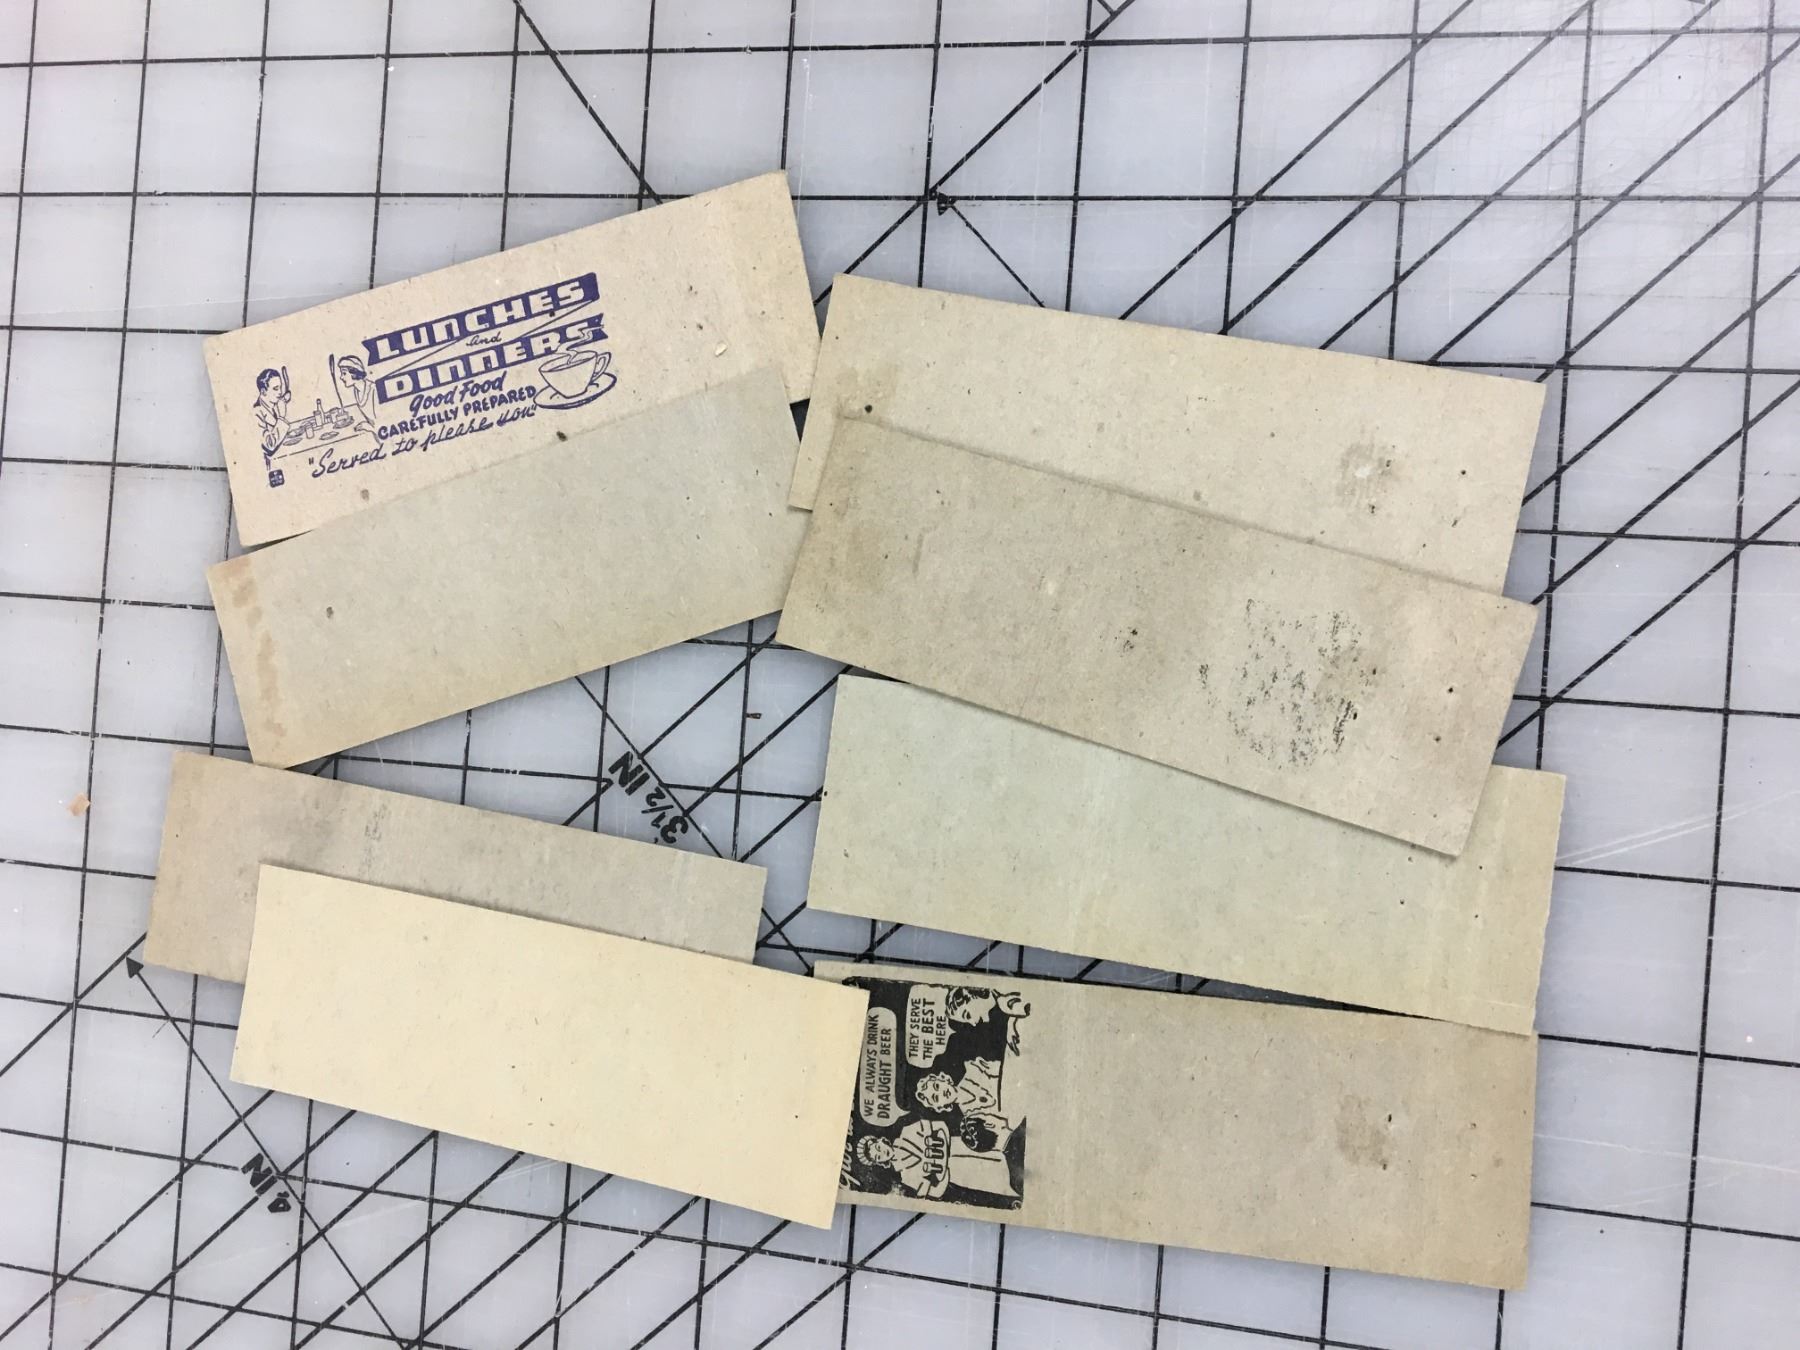 LUNCHES
and
DINNERS
Good Food
CAREFULLY PREPARED
"Served to please you"
3½ IN
WE ALWAYS DRINK
DRAUGHT BEER
THEY SERVE
THE BEST
HERE
IN